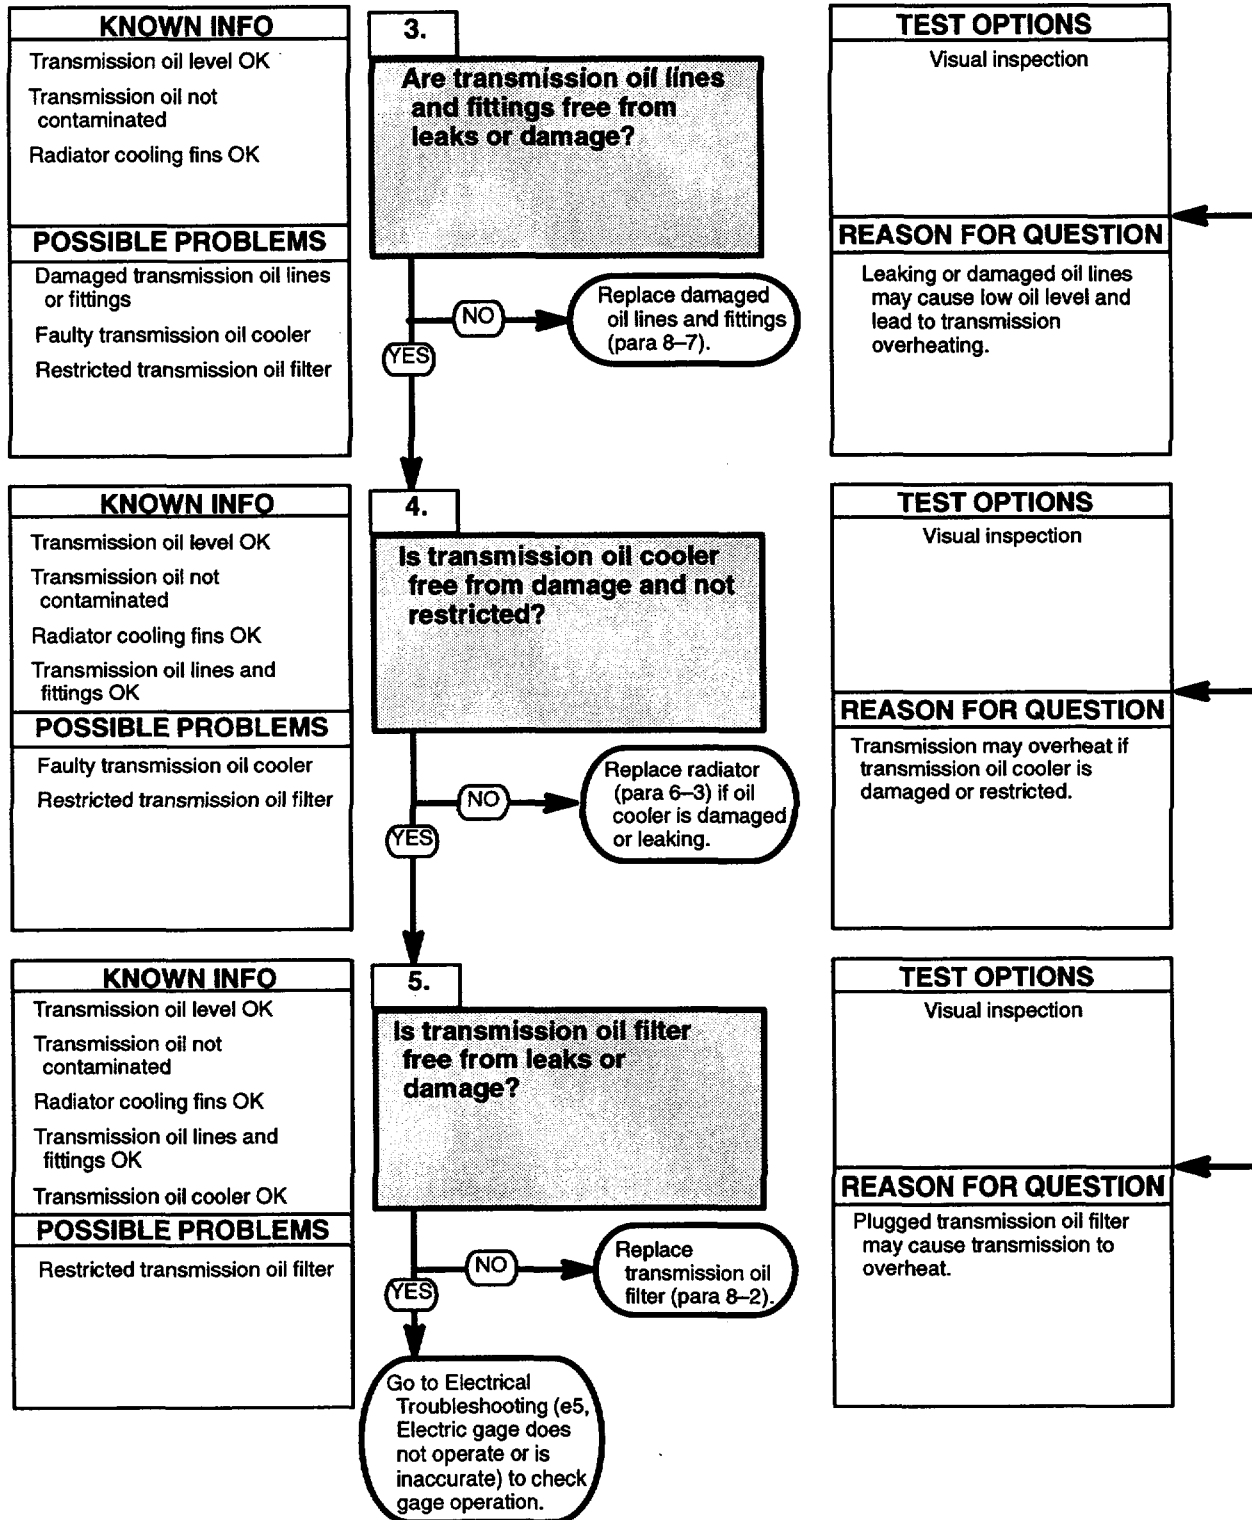 KNOWN INFO
Transmission oil level OK
Transmission oil not
contaminated
Radiator cooling fins OK
POSSIBLE PROBLEMS
Damaged transmission oil lines
or fittings
Faulty transmission oil cooler
Restricted transmission oil filter
3.
Are transmission oil lines
and fittings free from
leaks or damage?
NO
Replace damaged
oil lines and fittings
(para 8–7).
YES
TEST OPTIONS
Visual inspection
REASON FOR QUESTION
Leaking or damaged oil lines
may cause low oil level and
lead to transmission
overheating.
KNOWN INFO
Transmission oil level OK
Transmission oil not
contaminated
Radiator cooling fins OK
Transmission oil lines and
fittings OK
POSSIBLE PROBLEMS
Faulty transmission oil cooler
Restricted transmission oil filter
4.
Is transmission oil cooler
free from damage and not
restricted?
NO
Replace radiator
(para 6–3) if oil
cooler is damaged
or leaking.
YES
TEST OPTIONS
Visual inspection
REASON FOR QUESTION
Transmission may overheat if
transmission oil cooler is
damaged or restricted.
KNOWN INFO
Transmission oil level OK
Transmission oil not
contaminated
Radiator cooling fins OK
Transmission oil lines and
fittings OK
Transmission oil cooler OK
POSSIBLE PROBLEMS
Restricted transmission oil filter
5.
Is transmission oil filter
free from leaks or
damage?
NO
Replace
transmission oil
filter (para 8–2).
YES
Go to Electrical
Troubleshooting (e5,
Electric gage does
not operate or is
inaccurate) to check
gage operation.
TEST OPTIONS
Visual inspection
REASON FOR QUESTION
Plugged transmission oil filter
may cause transmission to
overheat.